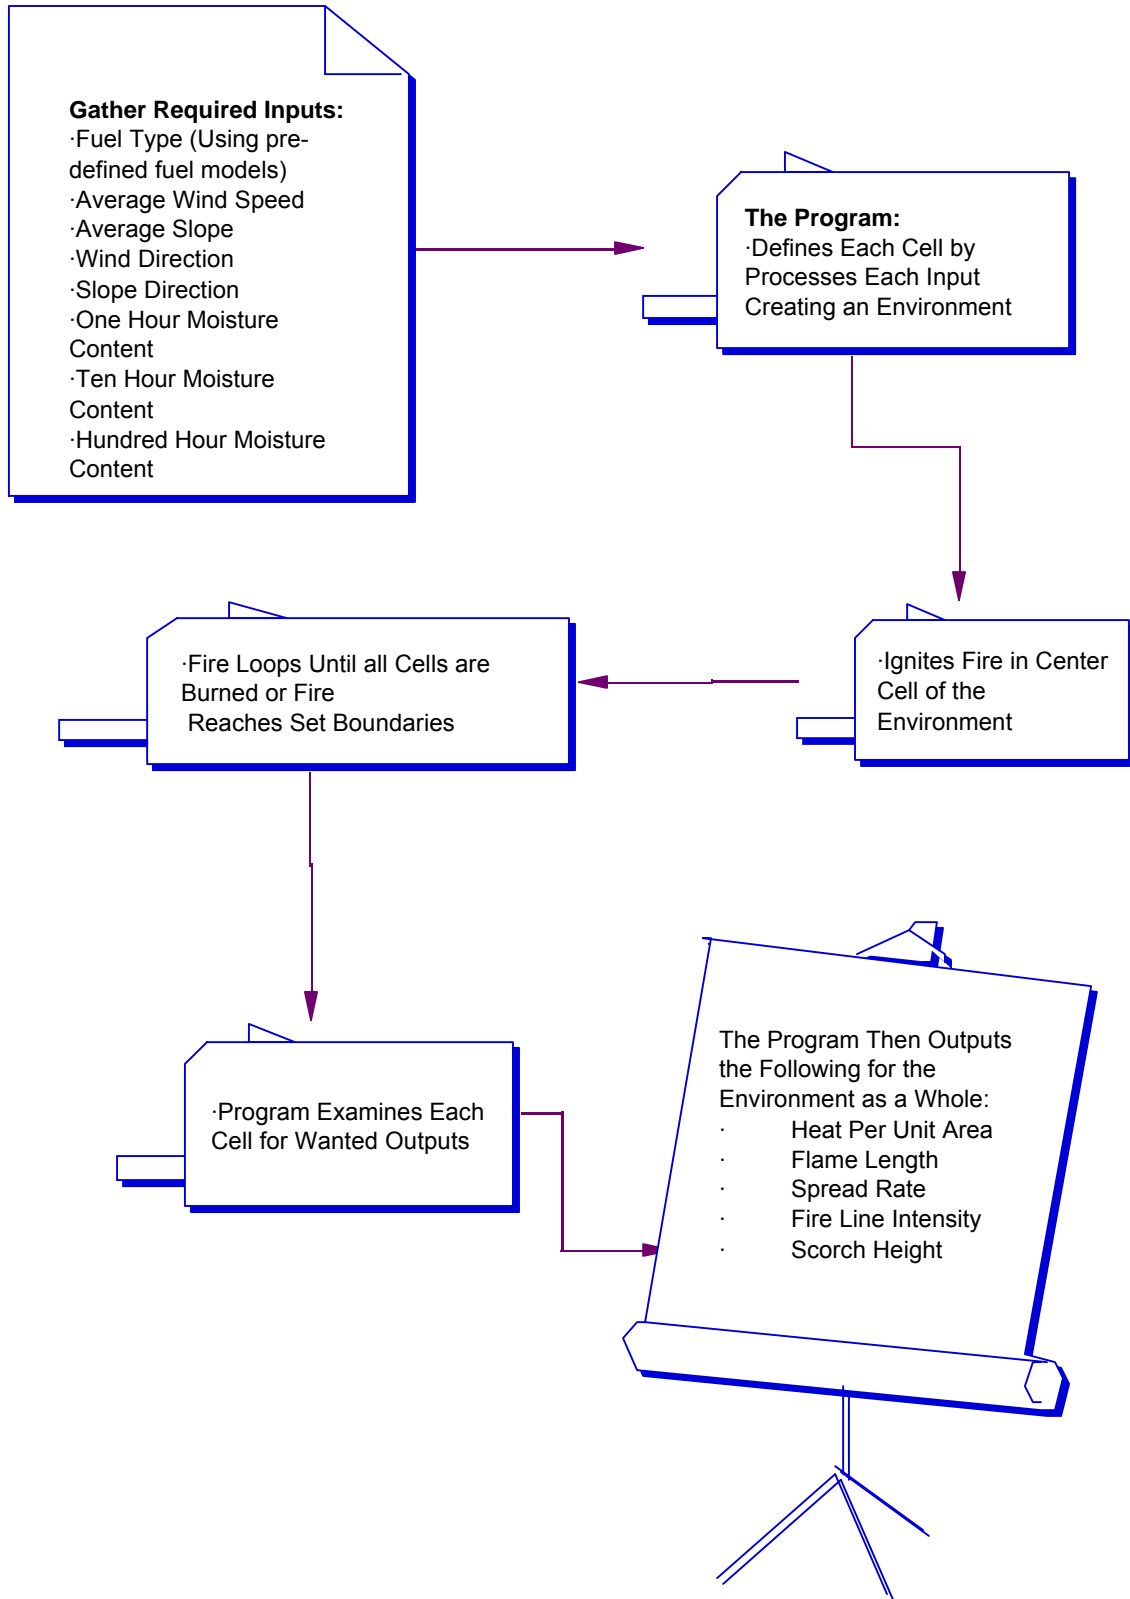 Gather Required Inputs:
·Fuel Type (Using pre-
defined fuel models)
·Average Wind Speed
·Average Slope
·Wind Direction
·Slope Direction
·One Hour Moisture
Content
·Ten Hour Moisture
Content
·Hundred Hour Moisture
Content
The Program:
·Defines Each Cell by
Processes Each Input
Creating an Environment
·Ignites Fire in Center
Cell of the
Environment
·Fire Loops Until all Cells are
Burned or Fire
Reaches Set Boundaries
·Program Examines Each
Cell for Wanted Outputs
The Program Then Outputs
the Following for the
Environment as a Whole:
· Heat Per Unit Area
· Flame Length
· Spread Rate
· Fire Line Intensity
· Scorch Height